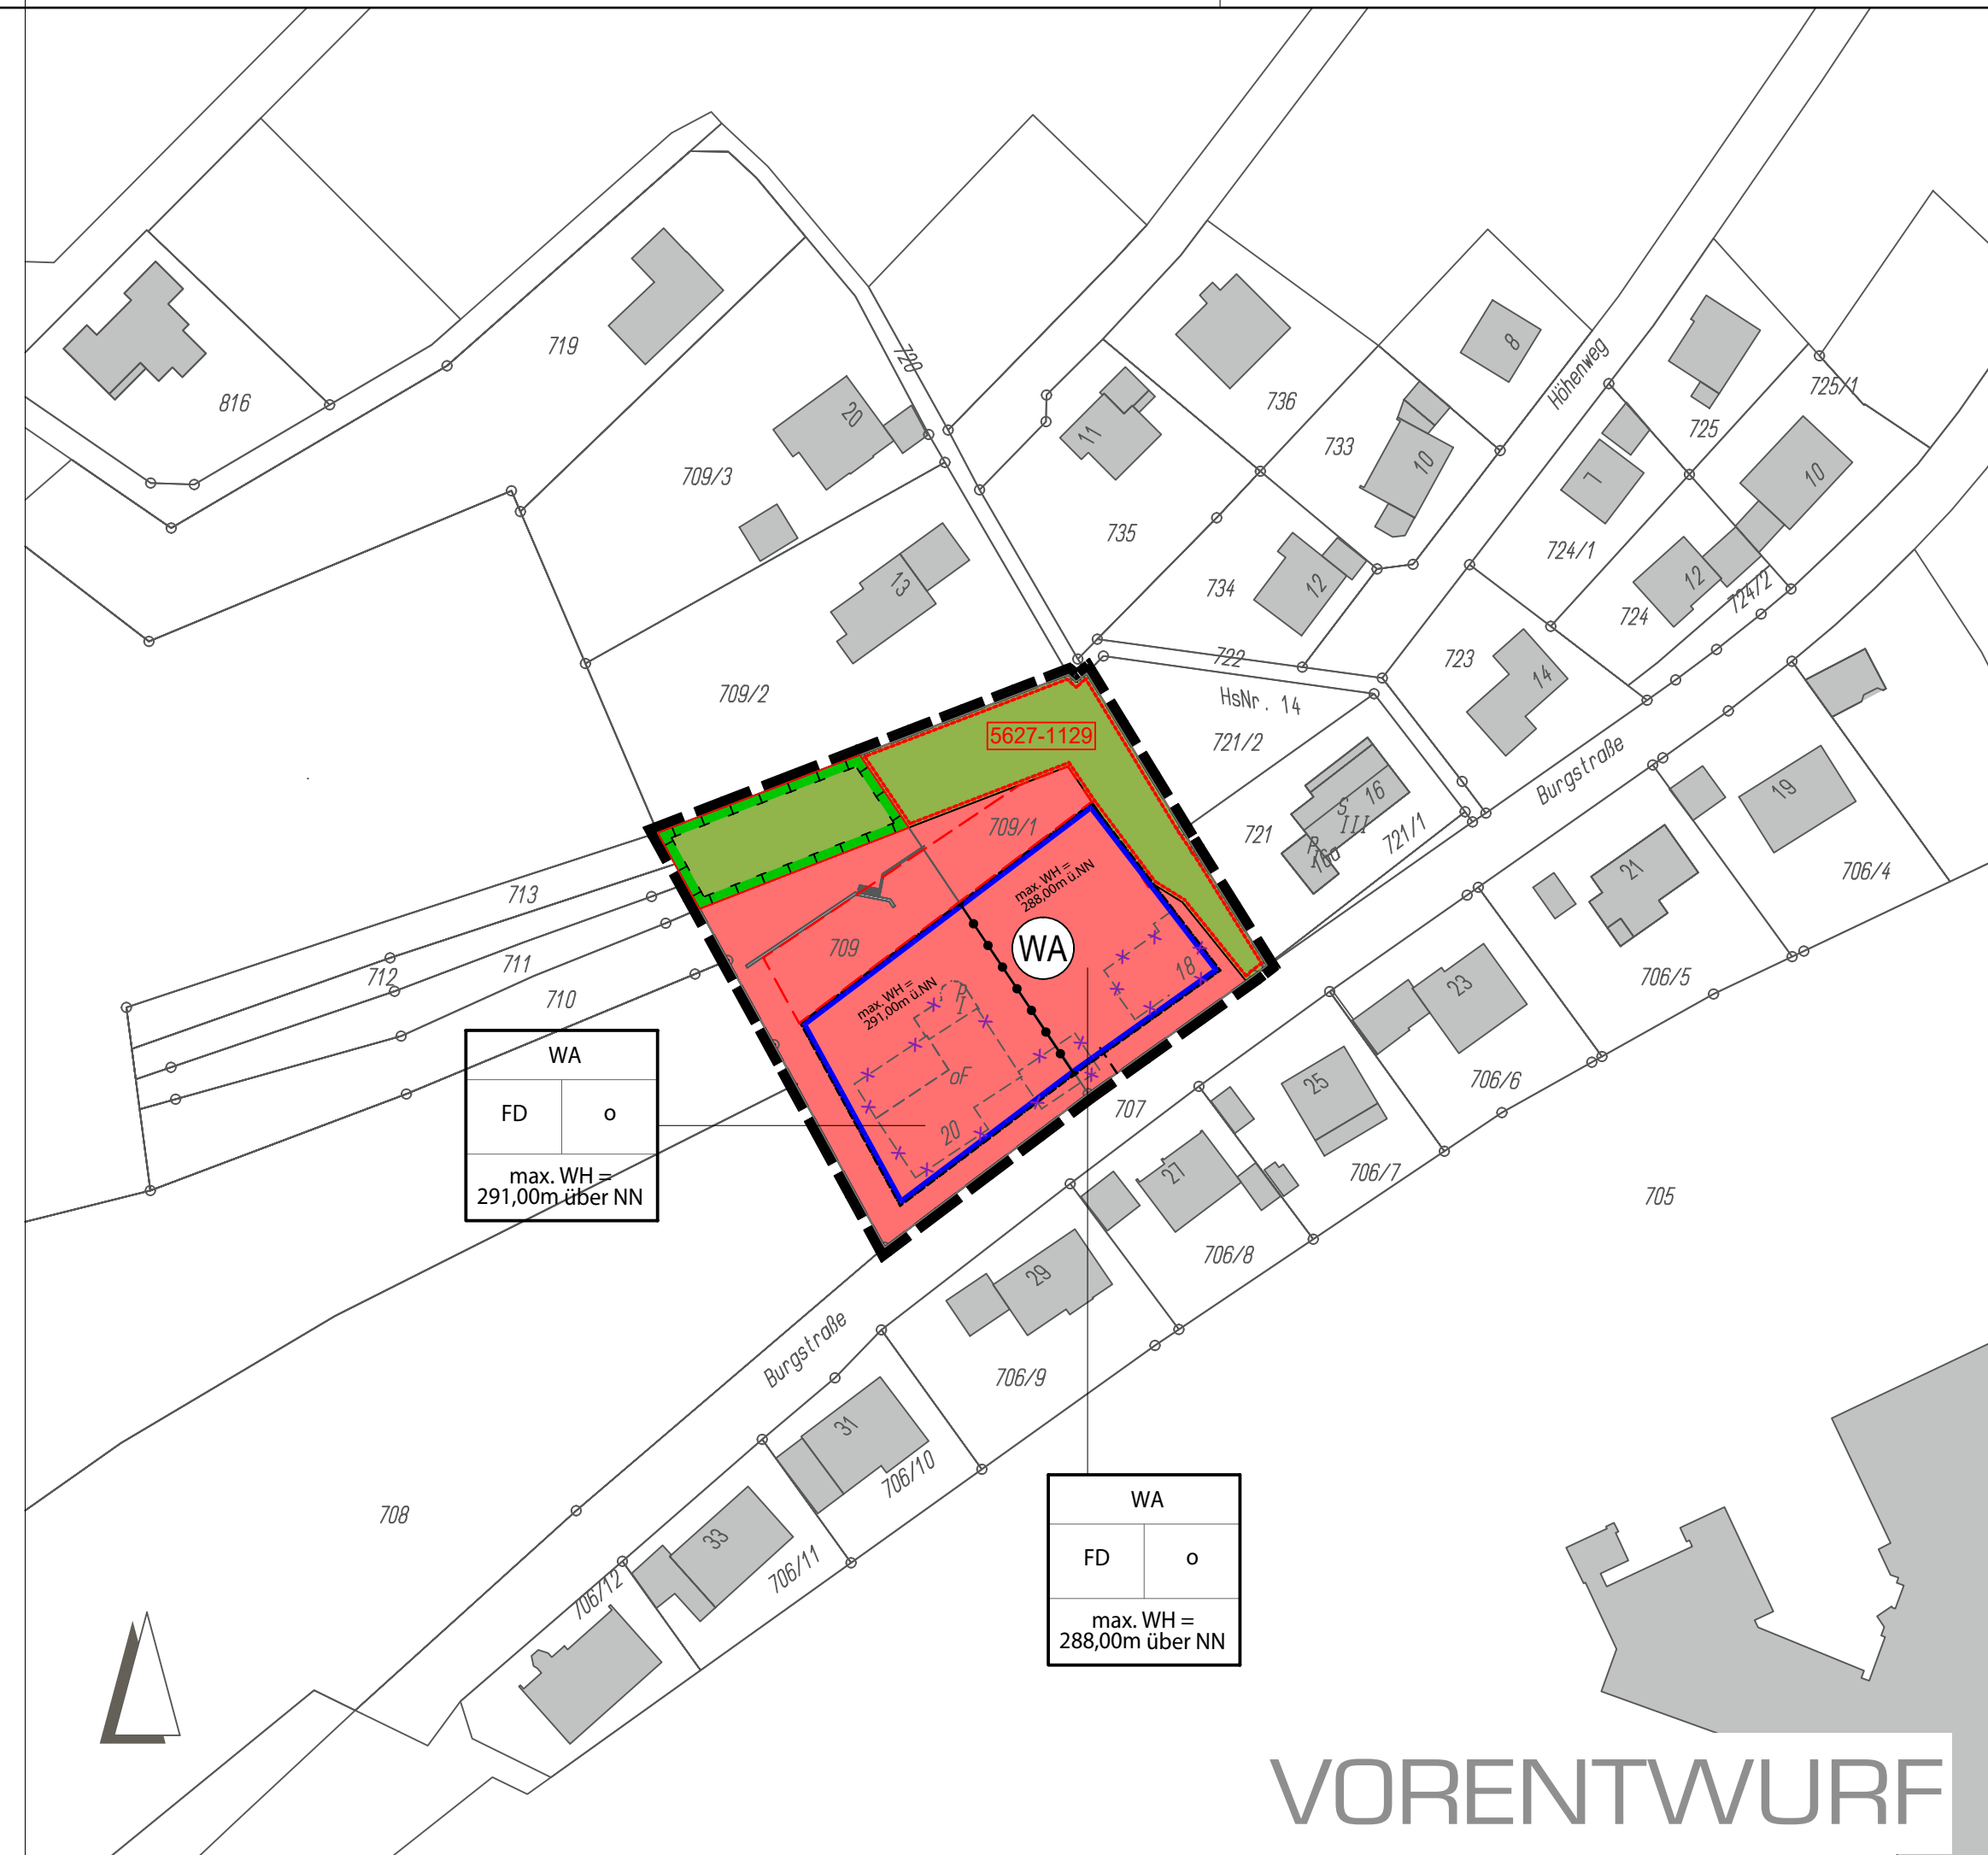 719
816
720
20
709/3
13
709/2
11
735
736
733
10
8
Höhenweg
734
12
722
HsNr. 14
721/2
7
724/1
725
725/1
10
12
724
724/2
723
14
Burgstraße
721
S 16
III
P
16a
721/1
19
21
706/4
706/5
23
706/6
25
706/7
27
706/8
29
706/9
705
707
5627-1129
709/1
max. WH =
288,00m ü.NN
WA
709
max. WH =
291,00m ü.NN
18
P
I
oF
20
713
712
711
710
WA
FD
o
max. WH =
291,00m über NN
Burgstraße
31
706/10
33
706/11
706/12
708
WA
FD
o
max. WH =
288,00m über NN
VORENTWURF